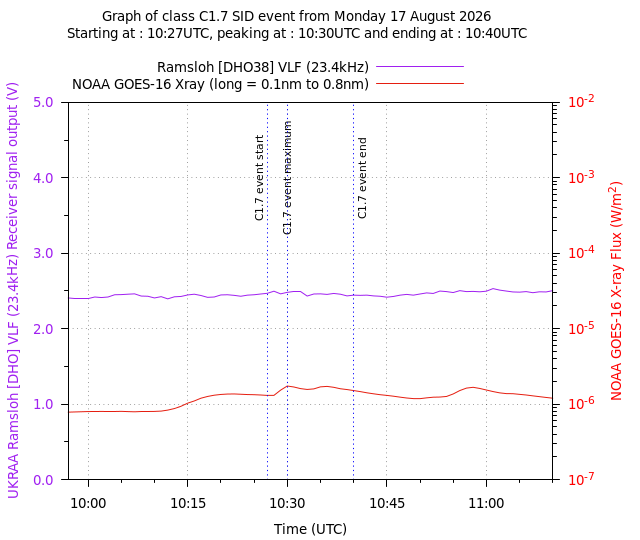 Graph of class C1.7 SID event from Monday 17 August 2026
Starting at : 10:27UTC, peaking at : 10:30UTC and ending at : 10:40UTC
Ramsloh [DHO38] VLF (23.4kHz)
NOAA GOES-16 Xray (long = 0.1nm to 0.8nm)
UKRAA Ramsloh [DHO] VLF (23.4kHz) Receiver signal output (V)
5.0
4.0
3.0
2.0
1.0
0.0
C1.7 event start
C1.7 event maximum
C1.7 event end
10^-2
10^-3
10^-4
10^-5
10^-6
10^-7
NOAA GOES-16 X-ray Flux (W/m²)
10:00 10:15 10:30 10:45 11:00
Time (UTC)